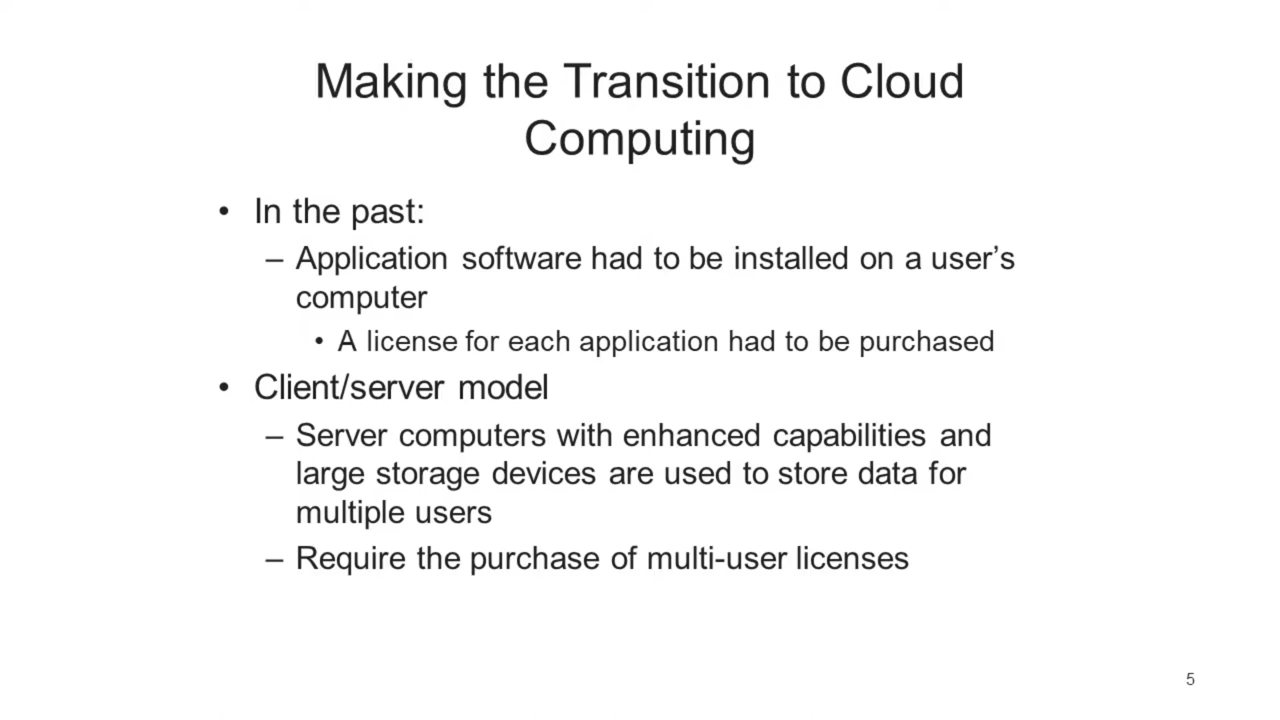 Making the Transition to Cloud
Computing
• In the past:
– Application software had to be installed on a user’s
computer
• A license for each application had to be purchased
• Client/server model
– Server computers with enhanced capabilities and
large storage devices are used to store data for
multiple users
– Require the purchase of multi-user licenses
5